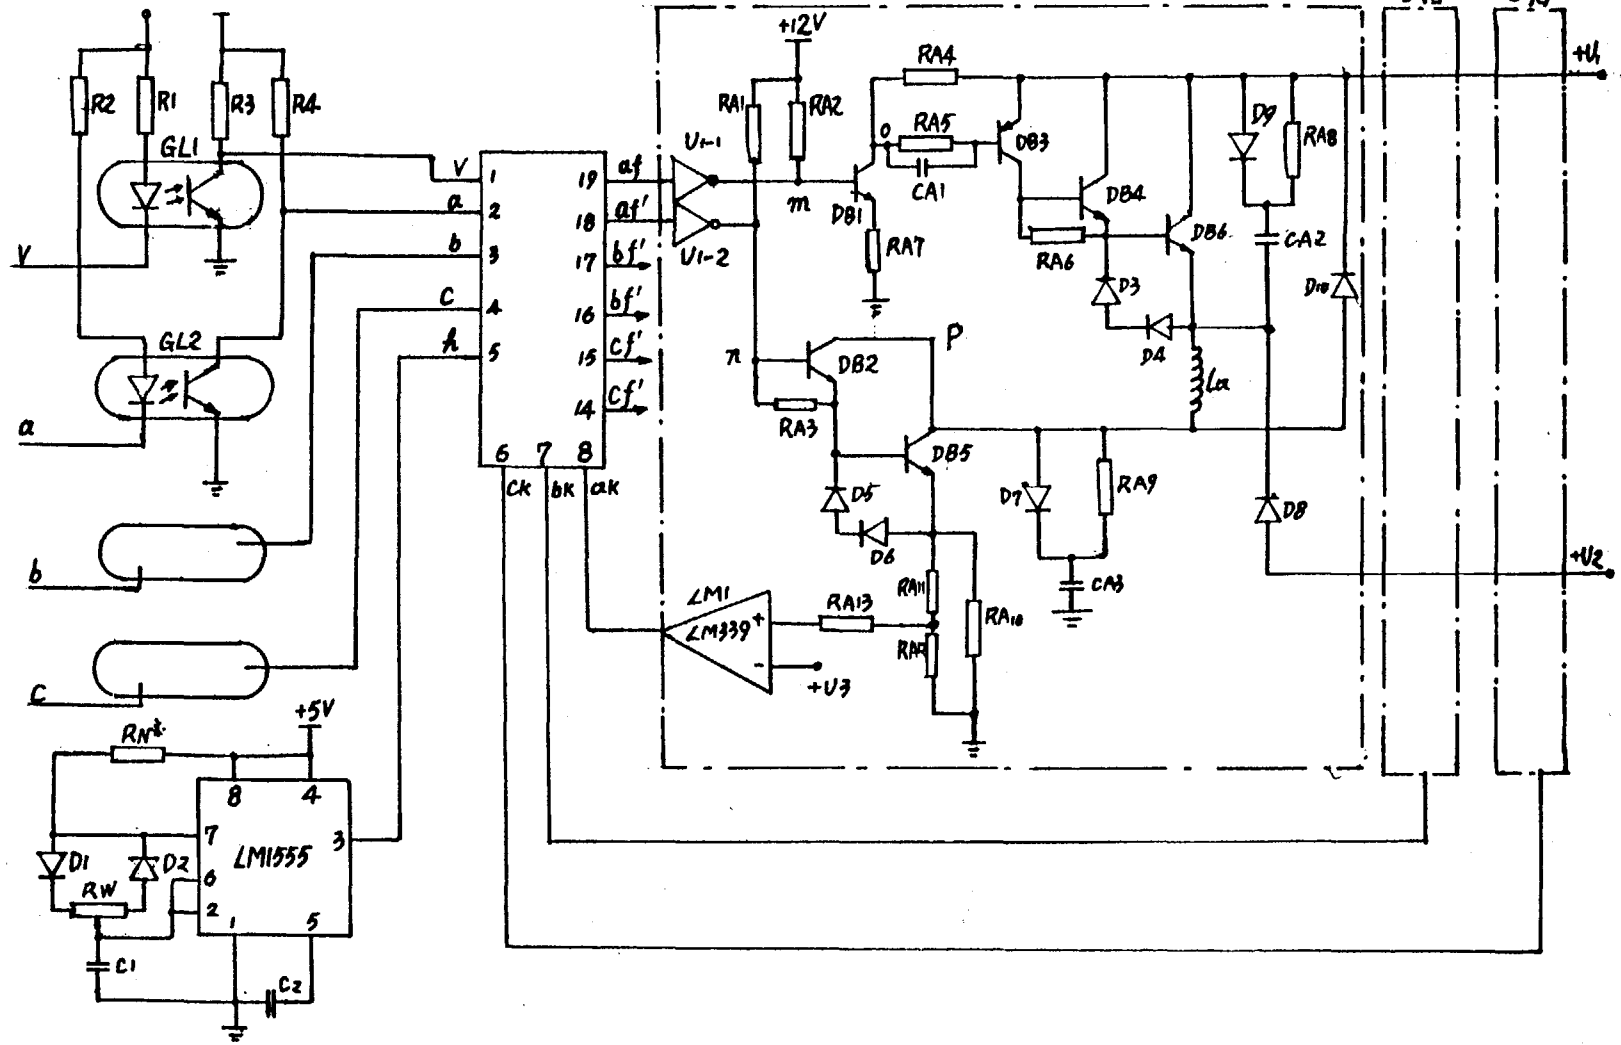 +12V
+U1
R2
R1
R3
R4
RA4
RA1
RA2
U1-1
O
RA5
DB3
D9
RA8
GL1
V
1
19
af
CA1
m
DB1
DB4
a
2
18
af'
U1-2
RA7
RA6
DB6
CA2
V
b
3
17
bf'
D3
D10
C
4
16
bf'
GL2
h
5
15
cf'
n
DB2
P
D4
La
14
cf'
RA3
a
6
7
8
DB5
CK
bK
aK
D5
D7
RA9
D8
D6
+U2
b
RA11
CA3
LM1
LM339
+
-
RA13
RA10
+U3
C
+5V
RN*
8
4
7
3
D1
D2
LM1555
6
RW
2
1
5
C1
C2